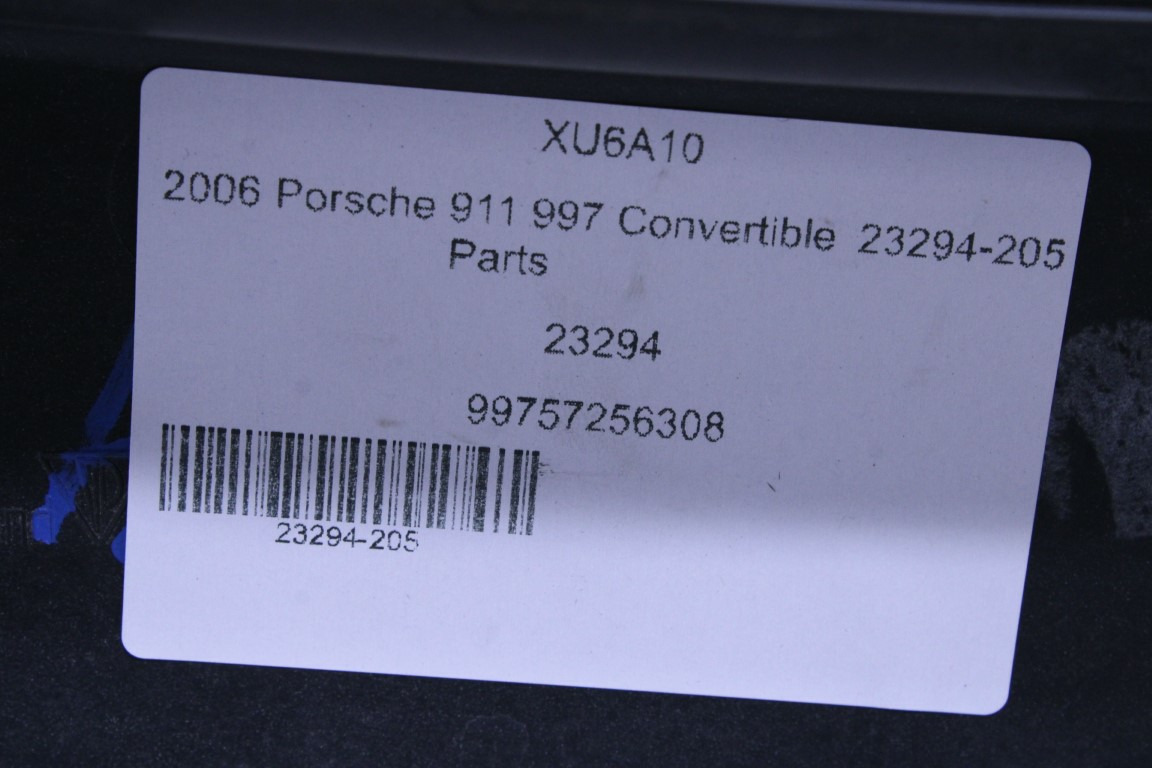 XU6A10
2006 Porsche 911 997 Convertible 23294-205
Parts
23294
99757256308
23294-205